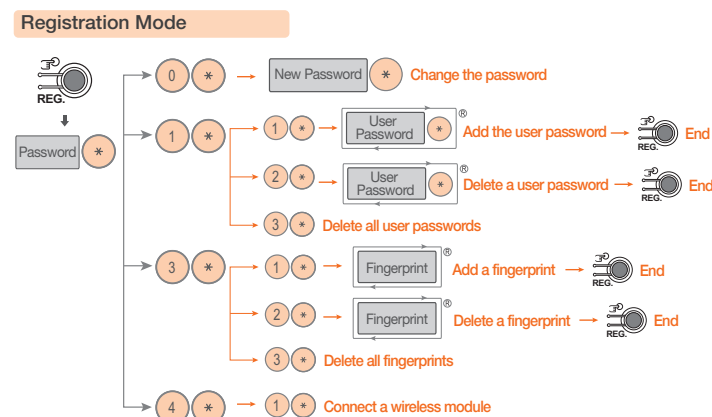 Registration Mode
REG.
Password *
0 * New Password * Change the password
1 *
1 * User Password * ® Add the user password REG. End
2 * User Password * ® Delete a user password REG. End
3 * Delete all user passwords
3 *
1 * Fingerprint ® Add a fingerprint REG. End
2 * Fingerprint ® Delete a fingerprint REG. End
3 * Delete all fingerprints
4 * 1 * Connect a wireless module